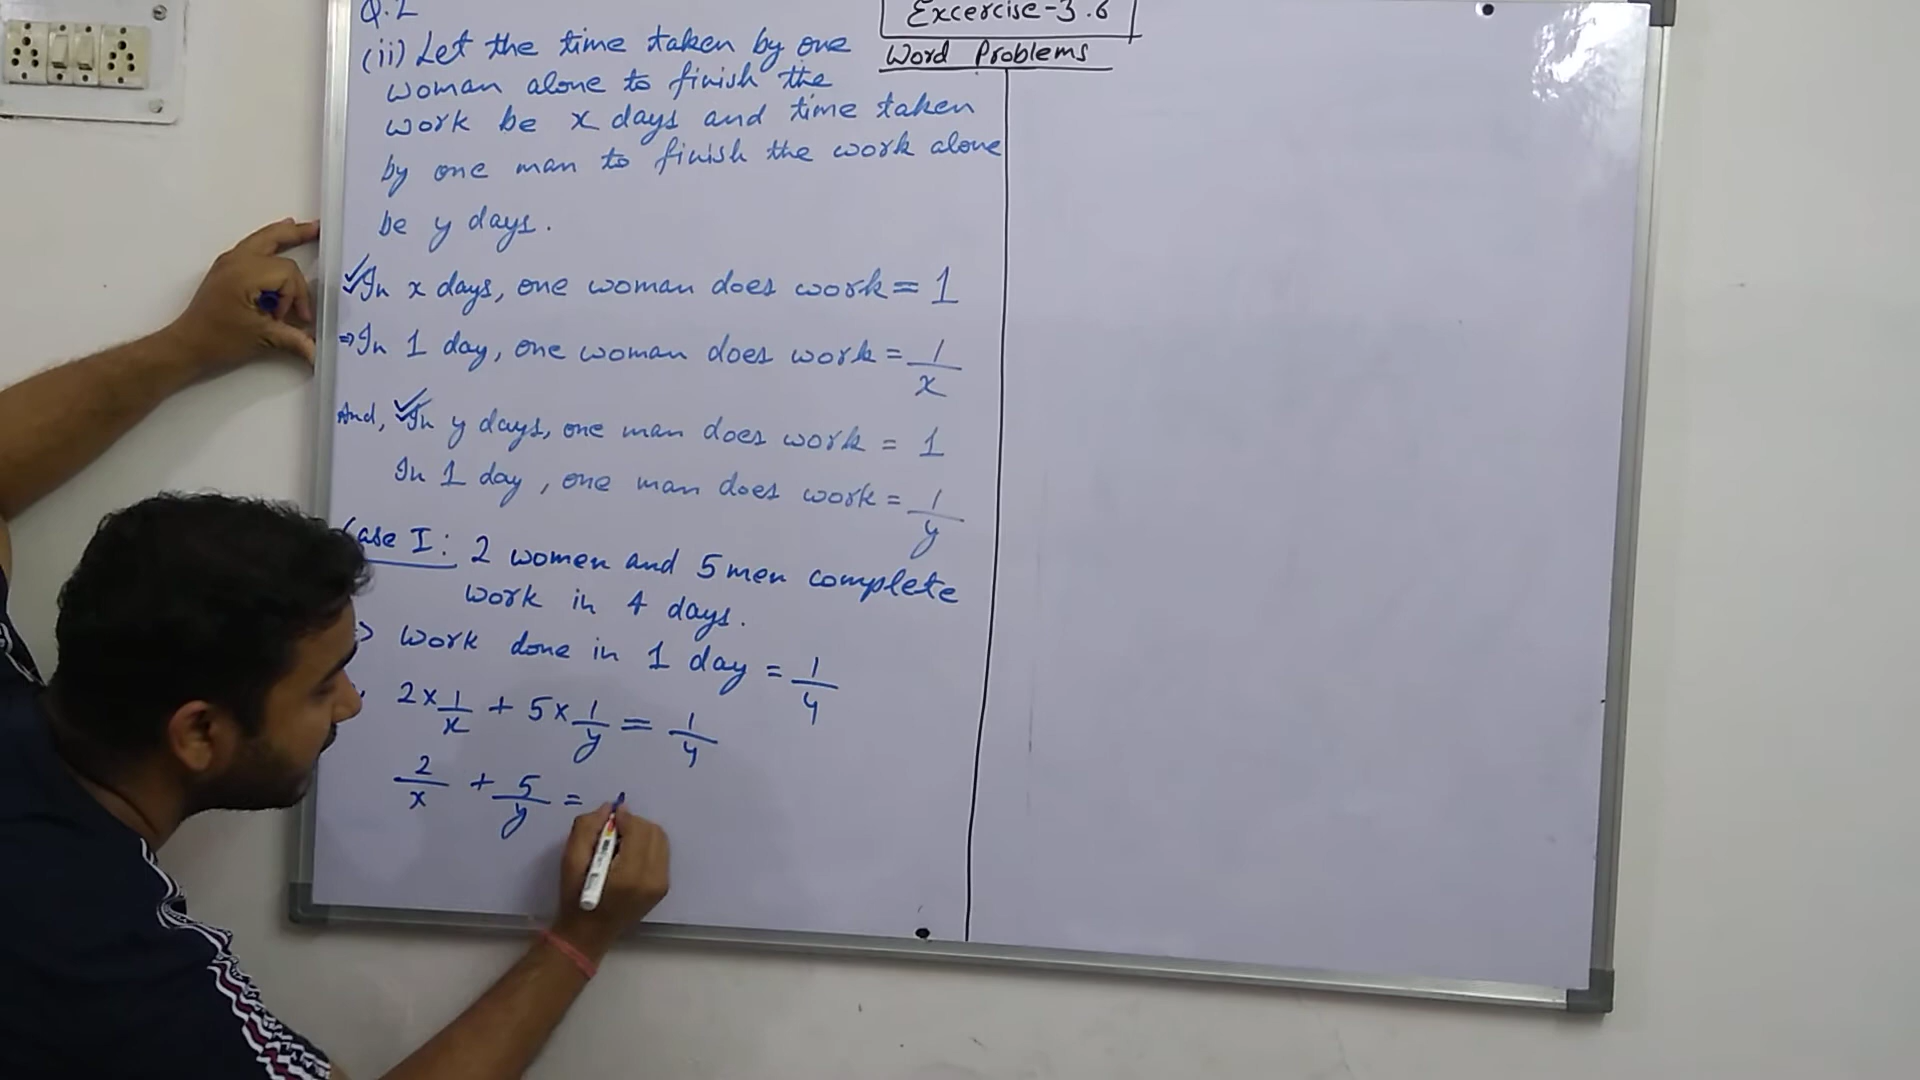 Q.2
Excercise-3.6
Word Problems
(ii) Let the time taken by one
woman alone to finish the
work be x days and time taken
by one man to finish the work alone
be y days.
✓In x days, one woman does work = 1
⇒In 1 day, one woman does work = 1/x
And, ✓In y days, one man does work = 1
In 1 day, one man does work = 1/y
Case I: 2 women and 5 men complete
work in 4 days.
⇒ Work done in 1 day = 1/4
2 × 1/x + 5 × 1/y = 1/4
2/x + 5/y =